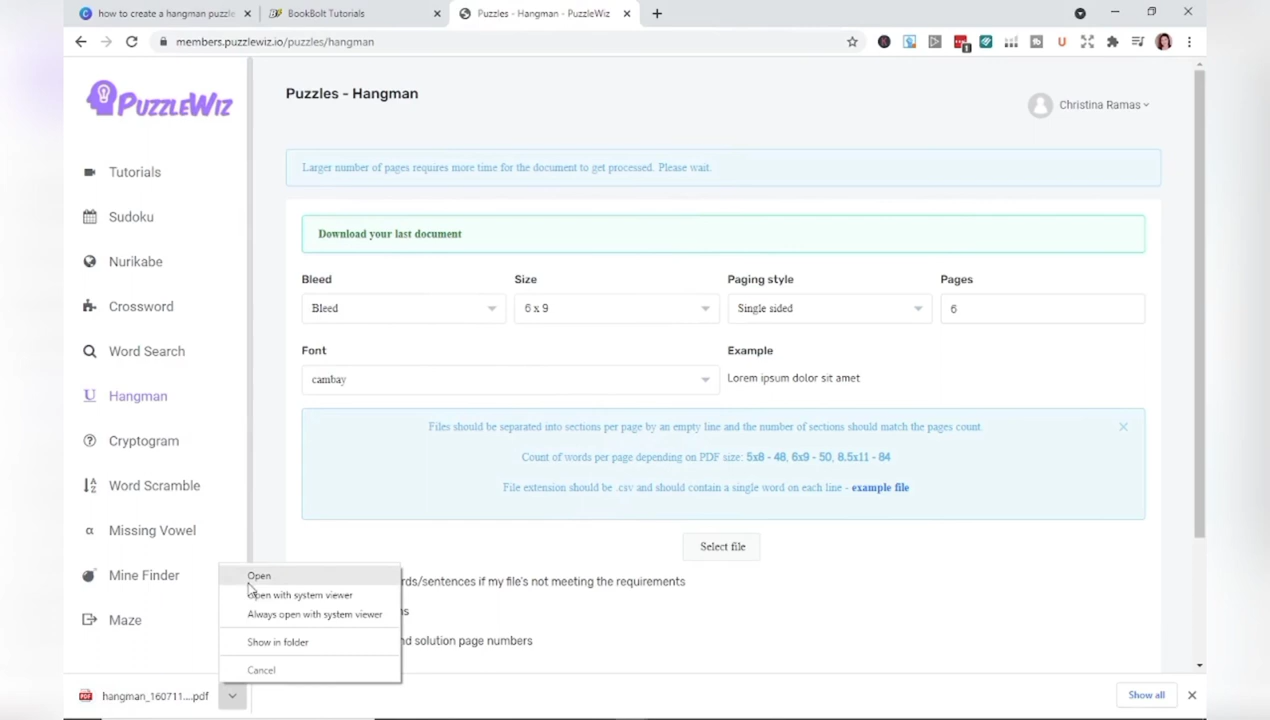 how to create a hangman puzzle
BookBolt Tutorials
Puzzles - Hangman - PuzzleWiz
members.puzzlewiz.io/puzzles/hangman
PUZZLEWIZ
Puzzles - Hangman
Christina Ramas
Larger number of pages requires more time for the document to get processed. Please wait.
Download your last document
Tutorials
Sudoku
Nurikabe
Crossword
Word Search
Hangman
Cryptogram
Word Scramble
Missing Vowel
Mine Finder
Maze
Bleed
Size
Paging style
Pages
Bleed
6 x 9
Single sided
6
Font
Example
cambay
Lorem ipsum dolor sit amet
Files should be separated into sections per page by an empty line and the number of sections should match the pages count.
Count of words per page depending on PDF size: 5x8 - 48, 6x9 - 50, 8.5x11 - 84
File extension should be .csv and should contain a single word on each line - example file
Select file
rds/sentences if my file's not meeting the requirements
ns
nd solution page numbers
Open
Open with system viewer
Always open with system viewer
Show in folder
Cancel
hangman_160711....pdf
Show all